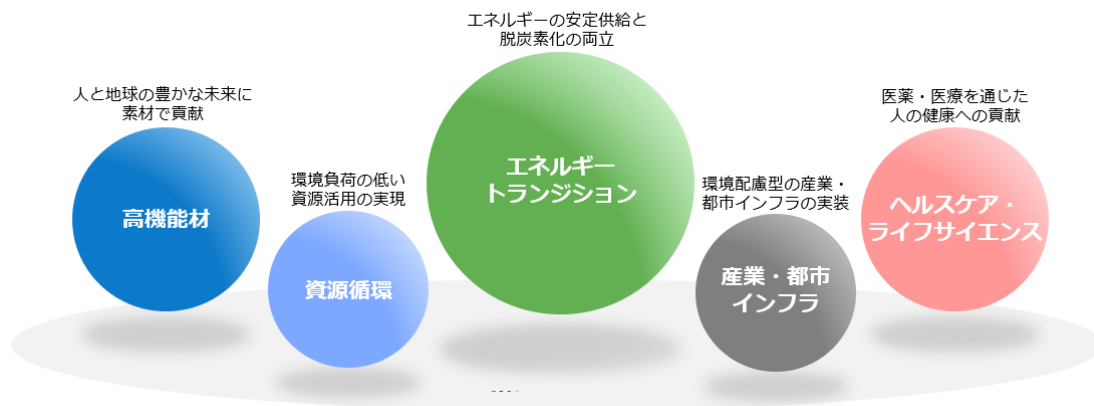 エネルギーの安定供給と
脱炭素化の両立
エネルギー
トランジション
人と地球の豊かな未来に
素材で貢献
高機能材
環境負荷の低い
資源活用の実現
資源循環
環境配慮型の産業・
都市インフラの実装
産業・都市
インフラ
医薬・医療を通じた
人の健康への貢献
ヘルスケア・
ライフサイエンス